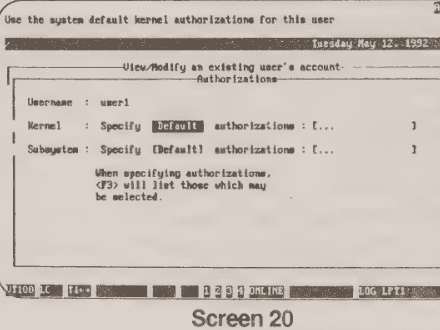 Use the system default kernel authorizations for this user
Tuesday May 12, 1992
View/Modify an existing user's account
Authorizations
Username : user1
Kernel : Specify Default authorizations : [... ]
Subsystem : Specify [Default] authorizations : [... ]
When specifying authorizations,
<F3> will list those which may
be selected.
VT100 LC 1 2 3 4 ONLINE LOG LPT1
Screen 20